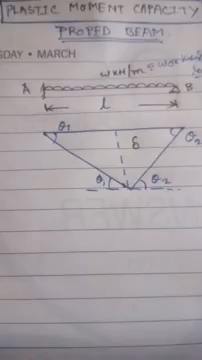 PLASTIC MOMENT CAPACITY
PROPED BEAM.
SDAY • MARCH
w kN/m
A B
l
θ1 θ2
δ
θ1 θ2